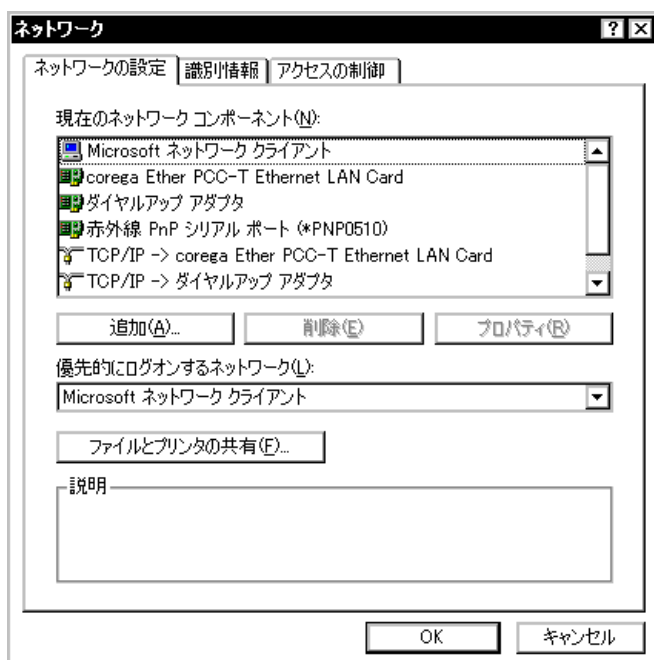 ネットワーク
ネットワークの設定 識別情報 アクセスの制御
現在のネットワーク コンポーネント(N):
Microsoft ネットワーク クライアント
corega Ether PCC-T Ethernet LAN Card
ダイヤルアップ アダプタ
赤外線 PnP シリアル ポート (*PNP0510)
TCP/IP -> corega Ether PCC-T Ethernet LAN Card
TCP/IP -> ダイヤルアップ アダプタ
追加(A)... 削除(E) プロパティ(R)
優先的にログオンするネットワーク(L):
Microsoft ネットワーク クライアント
ファイルとプリンタの共有(F)...
説明
OK キャンセル